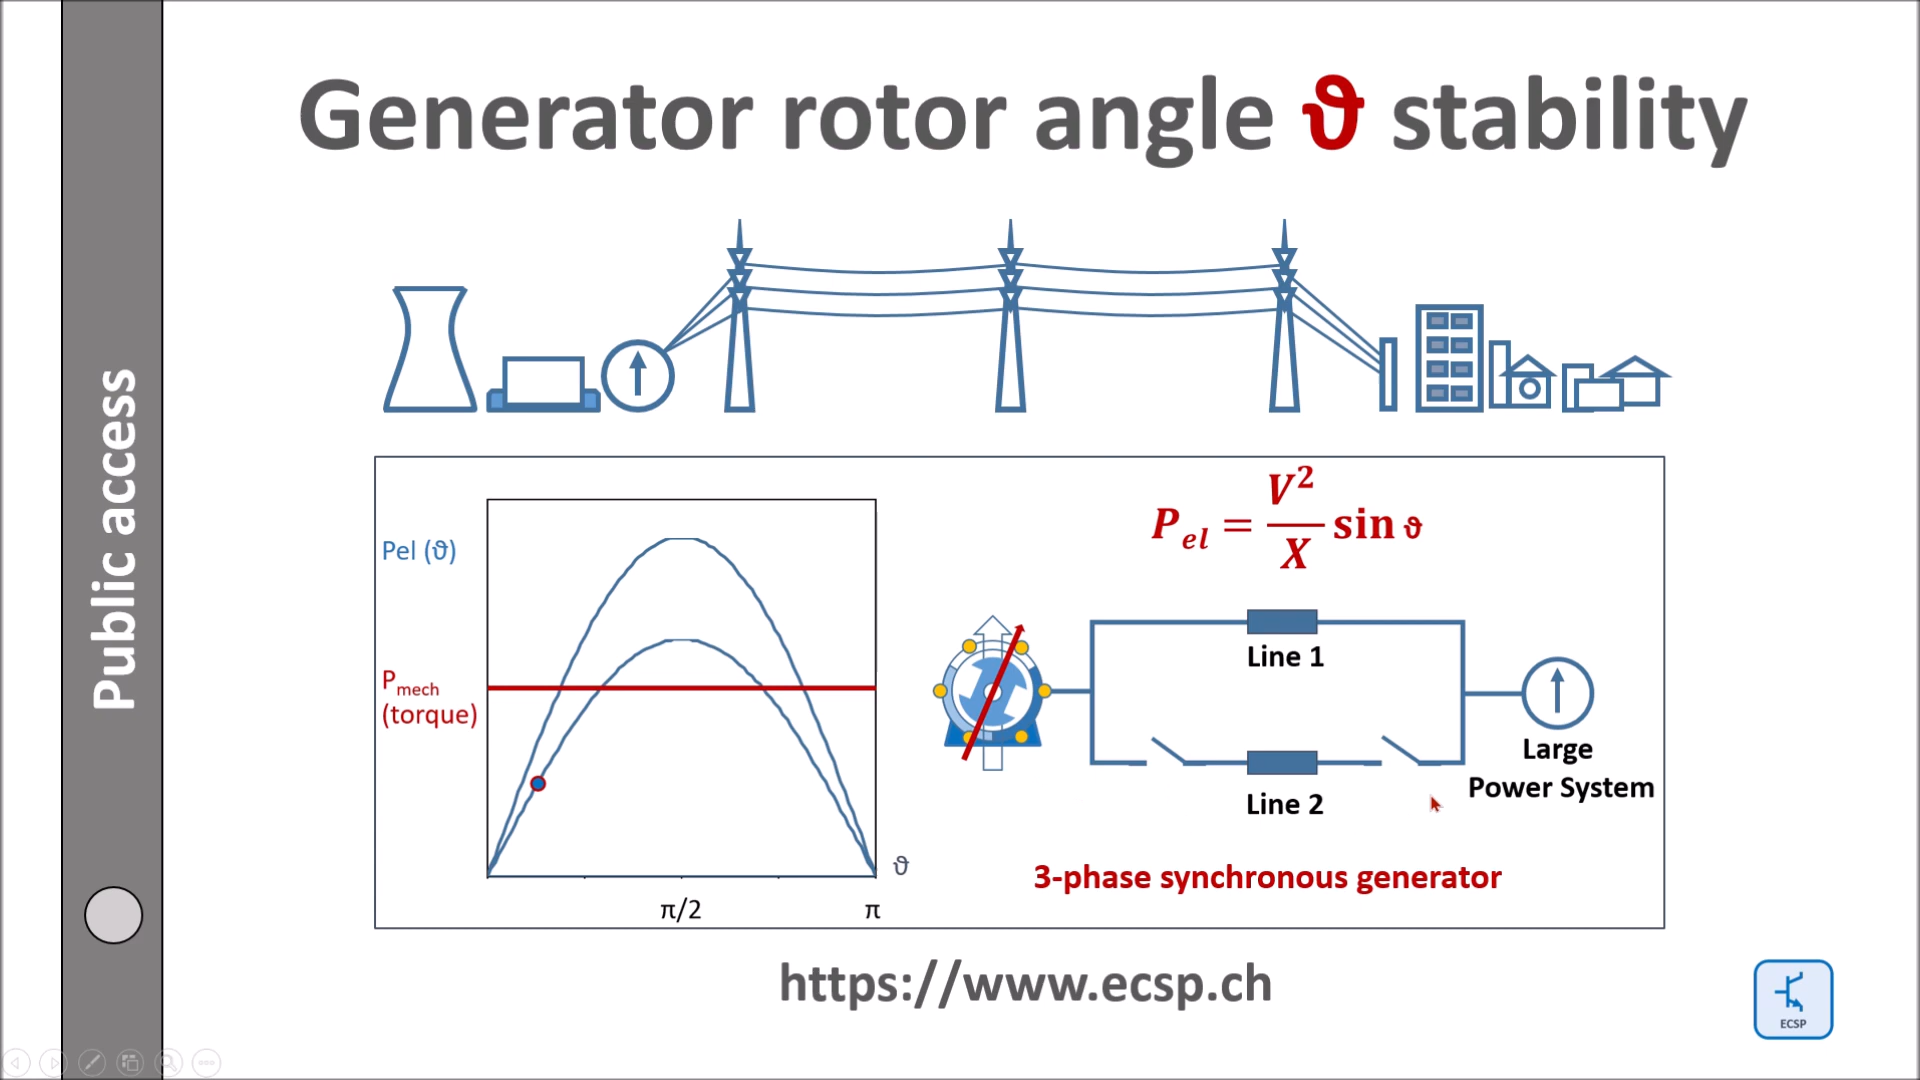 Generator rotor angle ϑ stability
Public access
Pel (ϑ)
P_mech
(torque)
π/2
π
ϑ
P_el = V²/X sin ϑ
Line 1
Line 2
Large
Power System
3-phase synchronous generator
https://www.ecsp.ch
ECSP